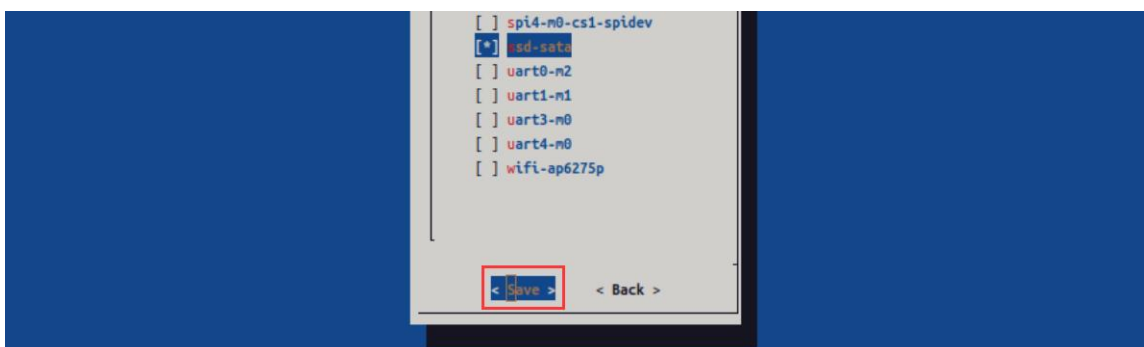 [ ] spi4-m0-cs1-spidev
[*] ssd-sata
[ ] uart0-m2
[ ] uart1-m1
[ ] uart3-m0
[ ] uart4-m0
[ ] wifi-ap6275p
< Save > < Back >